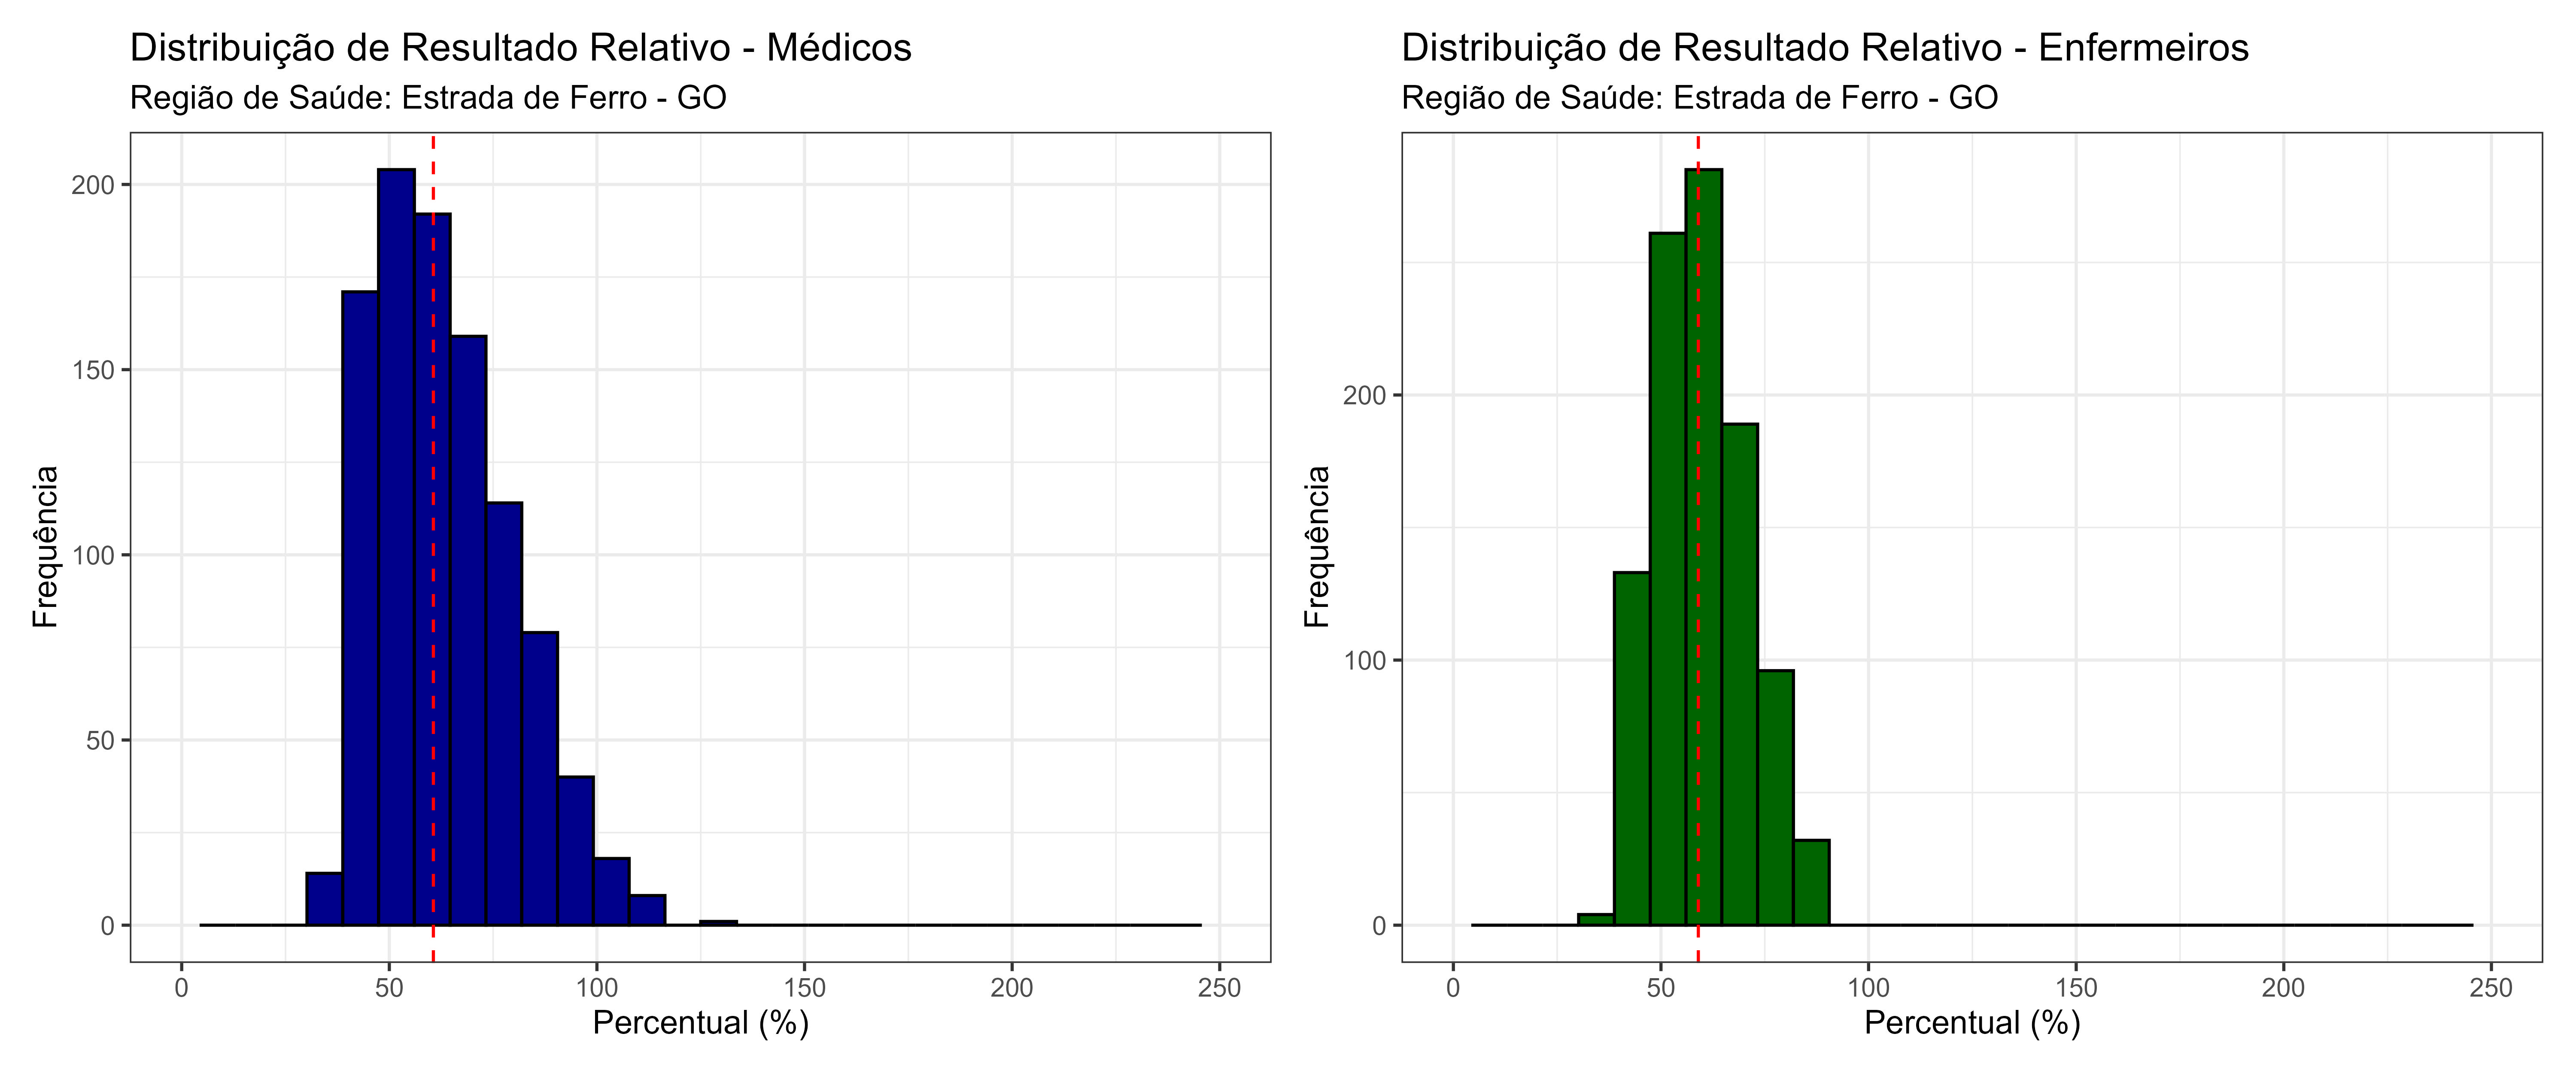 Distribuição de Resultado Relativo - Médicos
Região de Saúde: Estrada de Ferro - GO
Frequência
200
150
100
50
0
0 50 100 150 200 250
Percentual (%)
Distribuição de Resultado Relativo - Enfermeiros
Região de Saúde: Estrada de Ferro - GO
Frequência
200
100
0
0 50 100 150 200 250
Percentual (%)